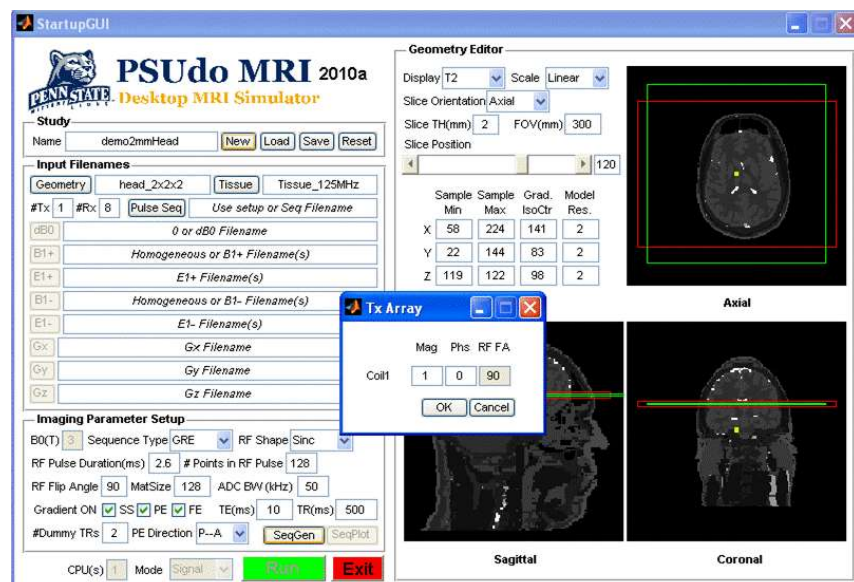 StartupGUI
PENN STATE
PSUdo MRI 2010a
Desktop MRI Simulator
Study
Name demo2mmHead New Load Save Reset
Input Filenames
Geometry head_2x2x2 Tissue Tissue_125MHz
#Tx 1 #Rx 8 Pulse Seq Use setup or Seq Filename
dB0 0 or dB0 Filename
B1+ Homogeneous or B1+ Filename(s)
E1+ E1+ Filename(s)
B1- Homogeneous or B1- Filename(s)
E1- E1- Filename(s)
Gx Gx Filename
Gy Gy Filename
Gz Gz Filename
Imaging Parameter Setup
B0(T) 3 Sequence Type GRE RF Shape Sinc
RF Pulse Duration(ms) 2.6 # Points in RF Pulse 128
RF Flip Angle 90 MatSize 128 ADC BW (kHz) 50
Gradient ON SS PE FE TE(ms) 10 TR(ms) 500
#Dummy TRs 2 PE Direction P--A SeqGen SeqPlot
CPU(s) 1 Mode Signal Run Exit
Geometry Editor
Display T2 Scale Linear
Slice Orientation Axial
Slice TH(mm) 2 FOV(mm) 300
Slice Position
120
Sample Min Sample Max Grad. IsoCtr Model Res.
X 58 224 141 2
Y 22 144 83 2
Z 119 122 98 2
Axial
Tx Array
Mag Phs RF FA
Coil1 1 0 90
OK Cancel
Sagittal
Coronal